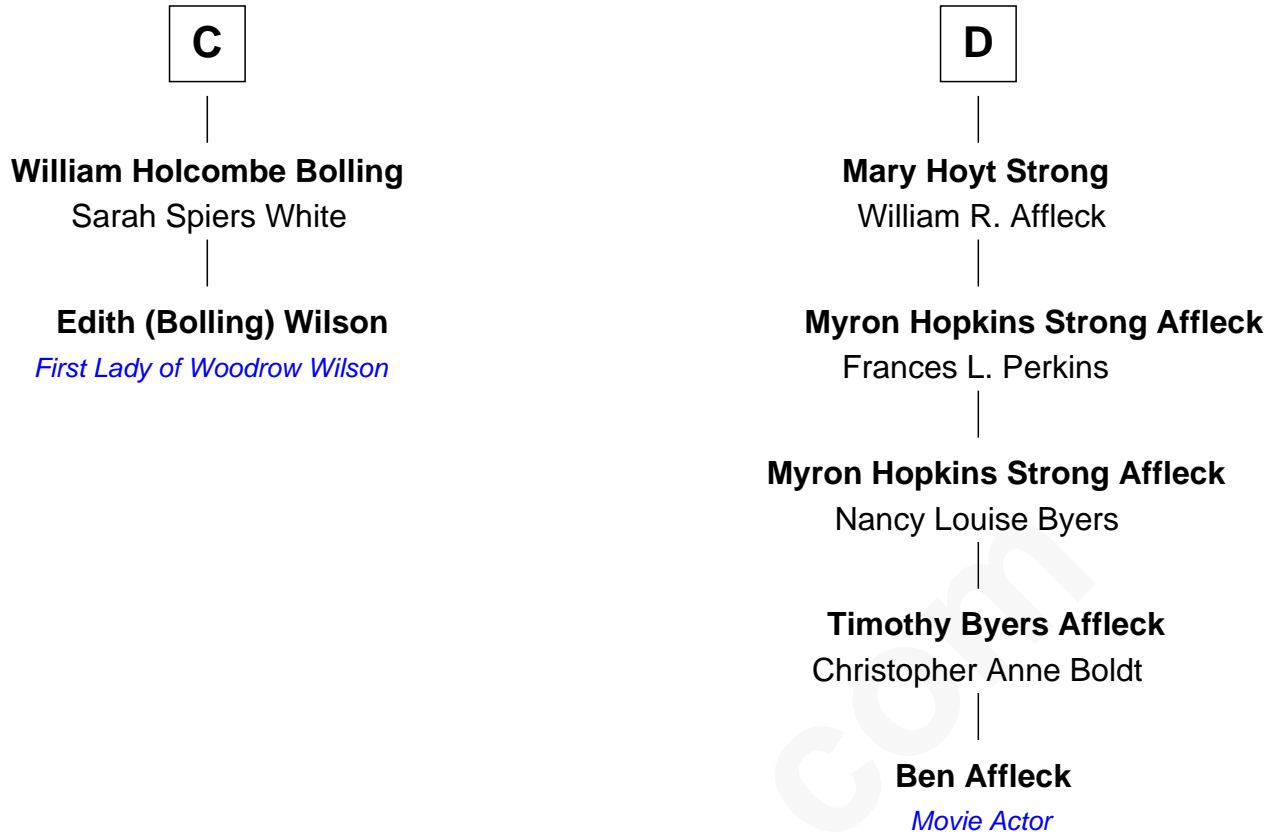 C
William Holcombe Bolling
Sarah Spiers White
Edith (Bolling) Wilson
First Lady of Woodrow Wilson
D
Mary Hoyt Strong
William R. Affleck
Myron Hopkins Strong Affleck
Frances L. Perkins
Myron Hopkins Strong Affleck
Nancy Louise Byers
Timothy Byers Affleck
Christopher Anne Boldt
Ben Affleck
Movie Actor
com